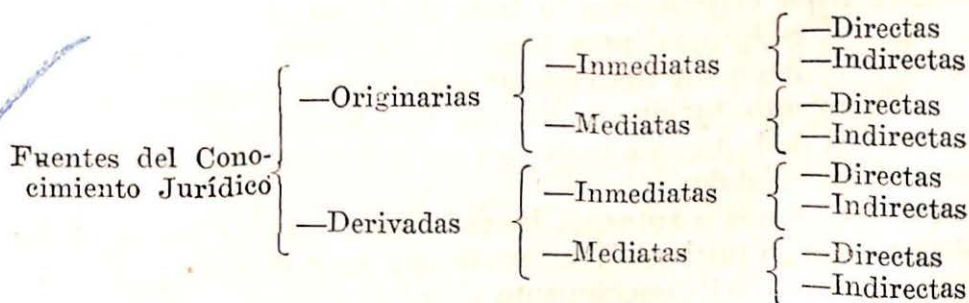 Fuentes del Cono-
cimiento Jurídico
—Originarias
—Inmediatas
—Directas
—Indirectas
—Mediatas
—Directas
—Indirectas
—Derivadas
—Inmediatas
—Directas
—Indirectas
—Mediatas
—Directas
—Indirectas